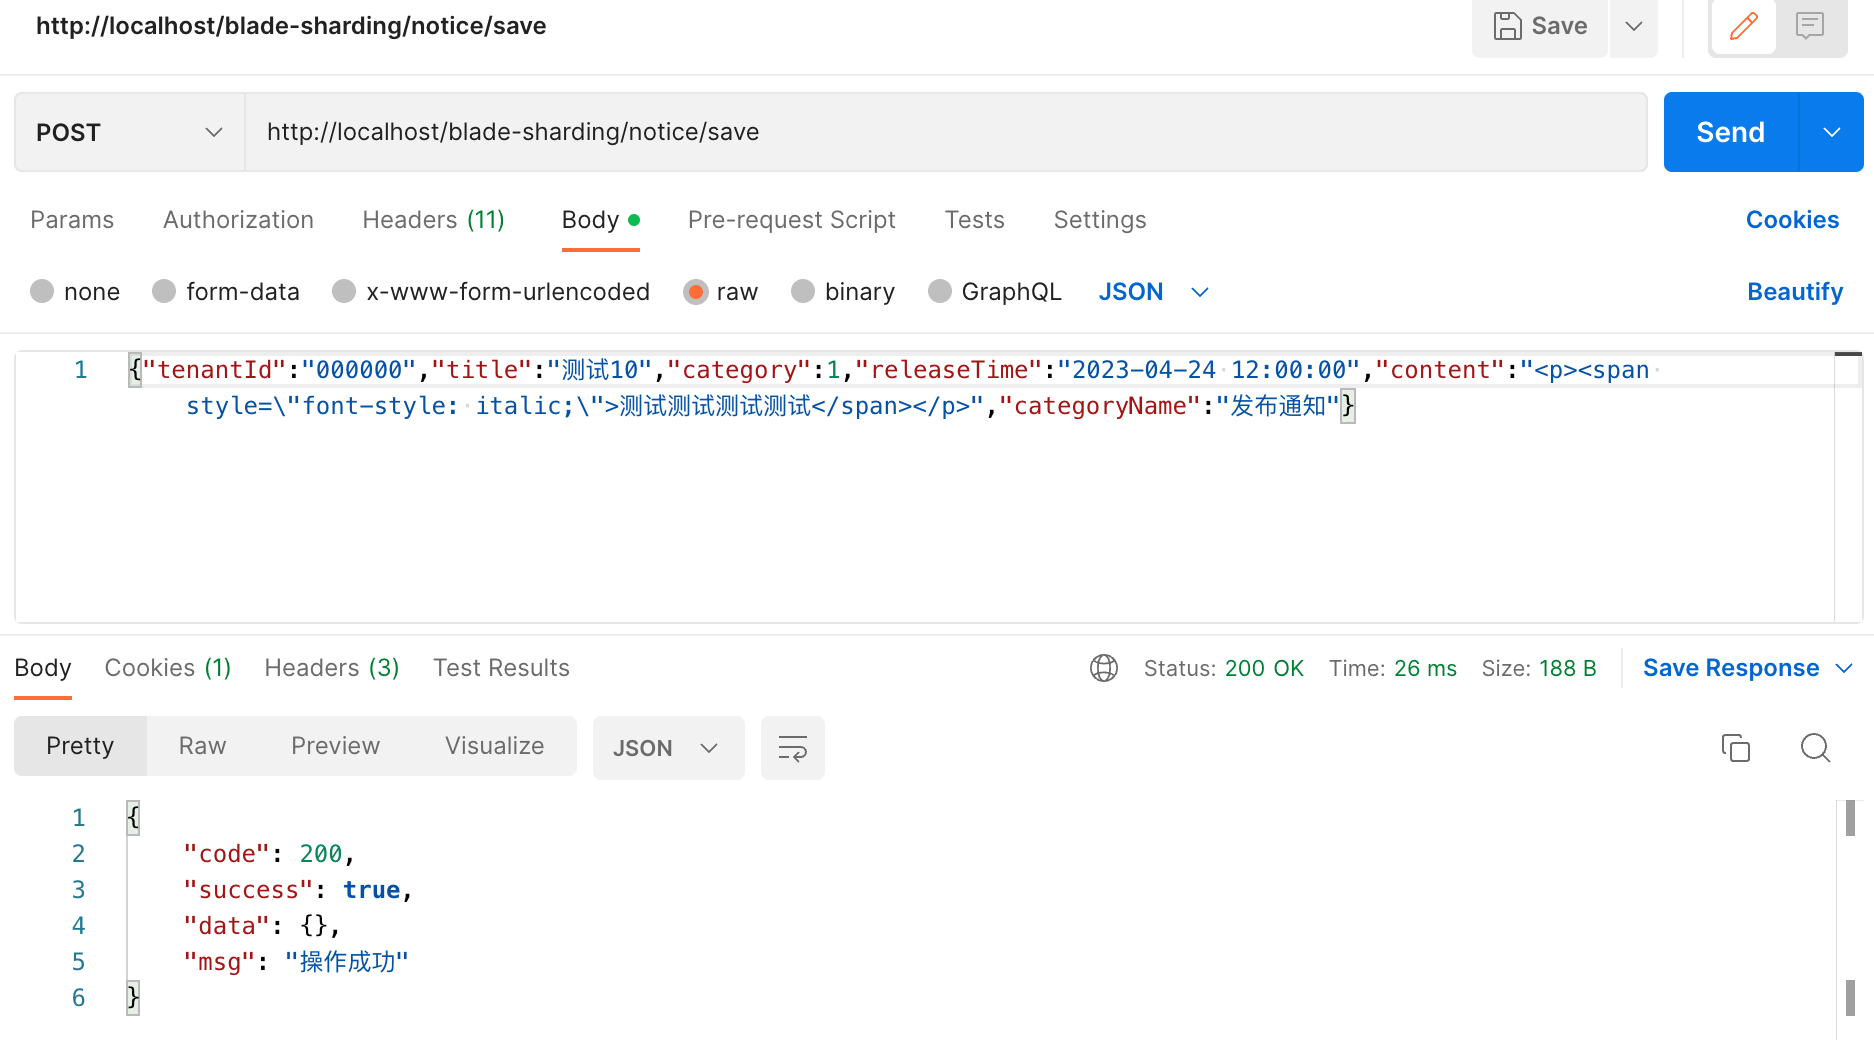 http://localhost/blade-sharding/notice/save
Save
POST
http://localhost/blade-sharding/notice/save
Send
Params Authorization Headers (11) Body Pre-request Script Tests Settings Cookies
none form-data x-www-form-urlencoded raw binary GraphQL JSON Beautify
1 {"tenantId":"000000","title":"测试10","category":1,"releaseTime":"2023-04-24 12:00:00","content":"<p><span
style=\"font-style: italic;\">测试测试测试测试</span></p>","categoryName":"发布通知"}
Body Cookies (1) Headers (3) Test Results Status: 200 OK Time: 26 ms Size: 188 B Save Response
Pretty Raw Preview Visualize JSON
1 {
2 "code": 200,
3 "success": true,
4 "data": {},
5 "msg": "操作成功"
6 }